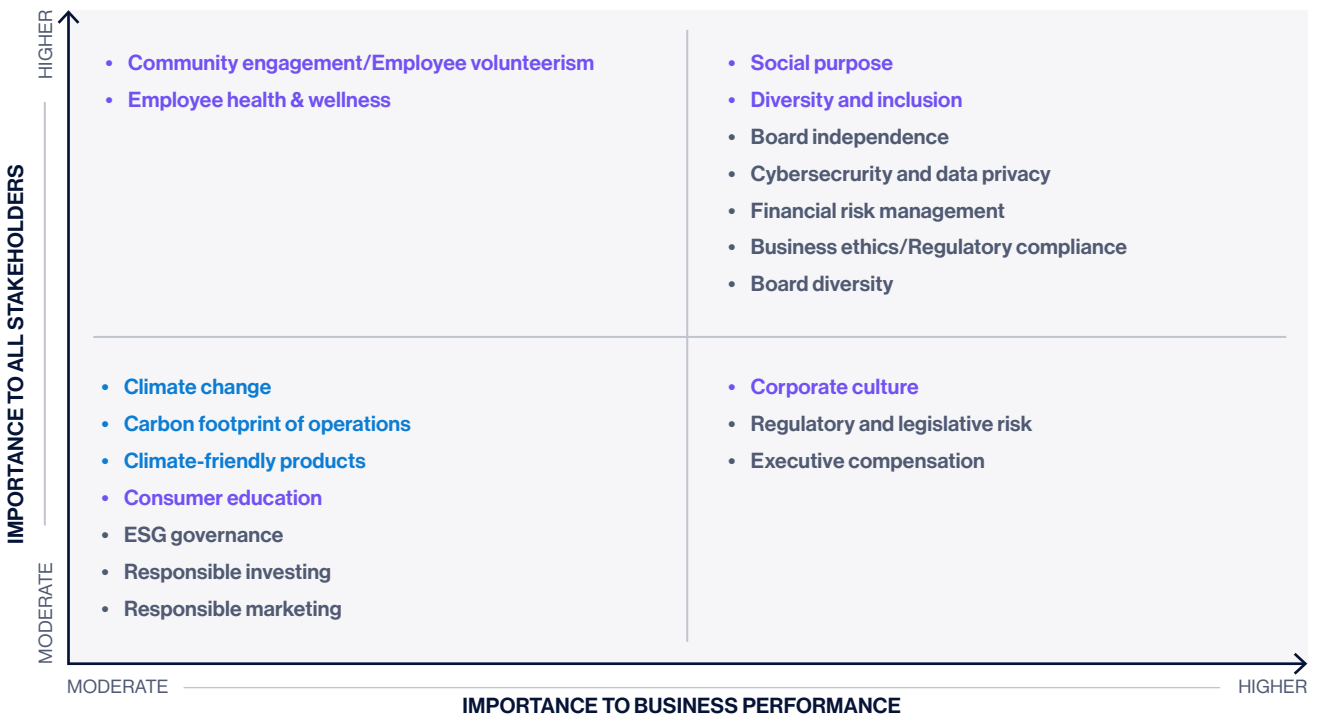 HIGHER
IMPORTANCE TO ALL STAKEHOLDERS
MODERATE
• Community engagement/Employee volunteerism
• Employee health & wellness
• Social purpose
• Diversity and inclusion
• Board independence
• Cybersecrurity and data privacy
• Financial risk management
• Business ethics/Regulatory compliance
• Board diversity
• Climate change
• Carbon footprint of operations
• Climate-friendly products
• Consumer education
• ESG governance
• Responsible investing
• Responsible marketing
• Corporate culture
• Regulatory and legislative risk
• Executive compensation
MODERATE
IMPORTANCE TO BUSINESS PERFORMANCE
HIGHER